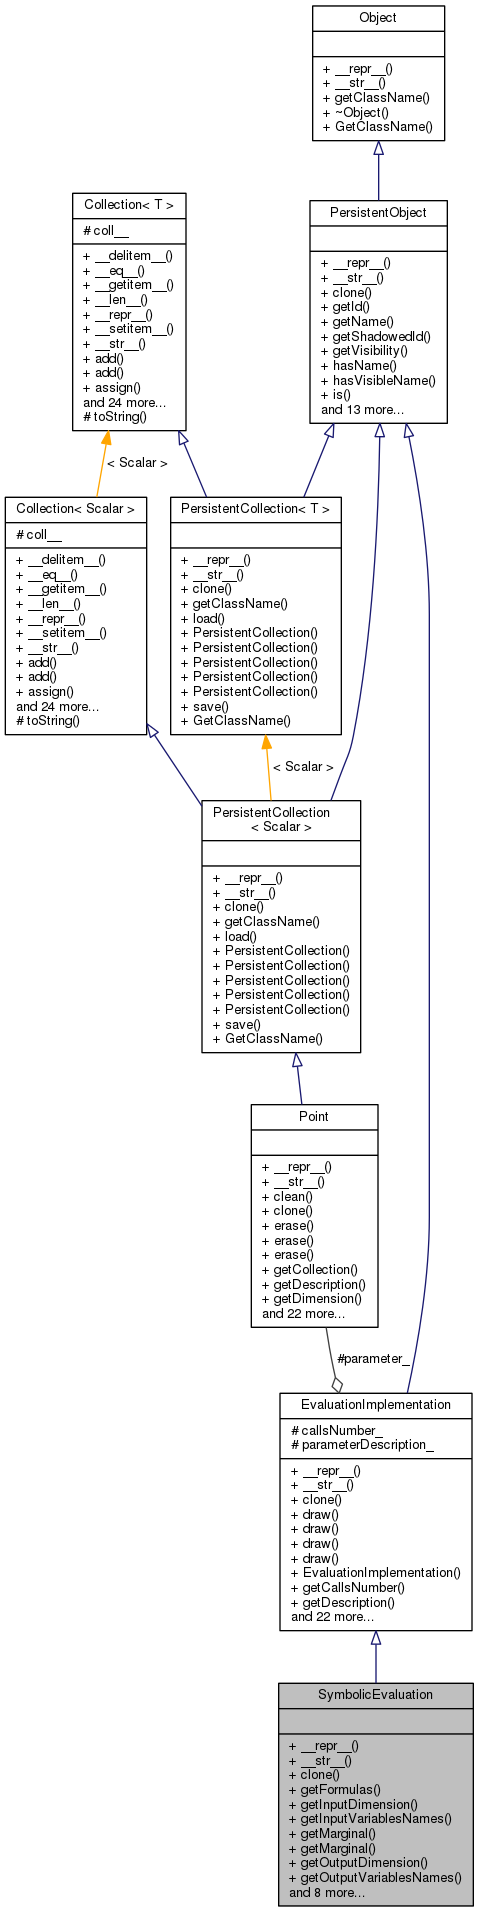 Object
+ __repr__()
+ __str__()
+ getClassName()
+ ~Object()
+ GetClassName()
Collection< T >
# coll__
+ __delitem__()
+ __eq__()
+ __getitem__()
+ __len__()
+ __repr__()
+ __setitem__()
+ __str__()
+ add()
+ add()
+ assign()
and 24 more...
# toString()
PersistentObject
+ __repr__()
+ __str__()
+ clone()
+ getId()
+ getName()
+ getShadowedId()
+ getVisibility()
+ hasName()
+ hasVisibleName()
+ is()
and 13 more...
< Scalar >
Collection< Scalar >
# coll__
+ __delitem__()
+ __eq__()
+ __getitem__()
+ __len__()
+ __repr__()
+ __setitem__()
+ __str__()
+ add()
+ add()
+ assign()
and 24 more...
# toString()
PersistentCollection< T >
+ __repr__()
+ __str__()
+ clone()
+ getClassName()
+ load()
+ PersistentCollection()
+ PersistentCollection()
+ PersistentCollection()
+ PersistentCollection()
+ PersistentCollection()
+ save()
+ GetClassName()
< Scalar >
PersistentCollection
< Scalar >
+ __repr__()
+ __str__()
+ clone()
+ getClassName()
+ load()
+ PersistentCollection()
+ PersistentCollection()
+ PersistentCollection()
+ PersistentCollection()
+ PersistentCollection()
+ save()
+ GetClassName()
Point
+ __repr__()
+ __str__()
+ clean()
+ clone()
+ erase()
+ erase()
+ erase()
+ getCollection()
+ getDescription()
+ getDimension()
and 22 more...
#parameter_
EvaluationImplementation
# callsNumber_
# parameterDescription_
+ __repr__()
+ __str__()
+ clone()
+ draw()
+ draw()
+ draw()
+ draw()
+ EvaluationImplementation()
+ getCallsNumber()
+ getDescription()
and 22 more...
SymbolicEvaluation
+ __repr__()
+ __str__()
+ clone()
+ getFormulas()
+ getInputDimension()
+ getInputVariablesNames()
+ getMarginal()
+ getMarginal()
+ getOutputDimension()
+ getOutputVariablesNames()
and 8 more...